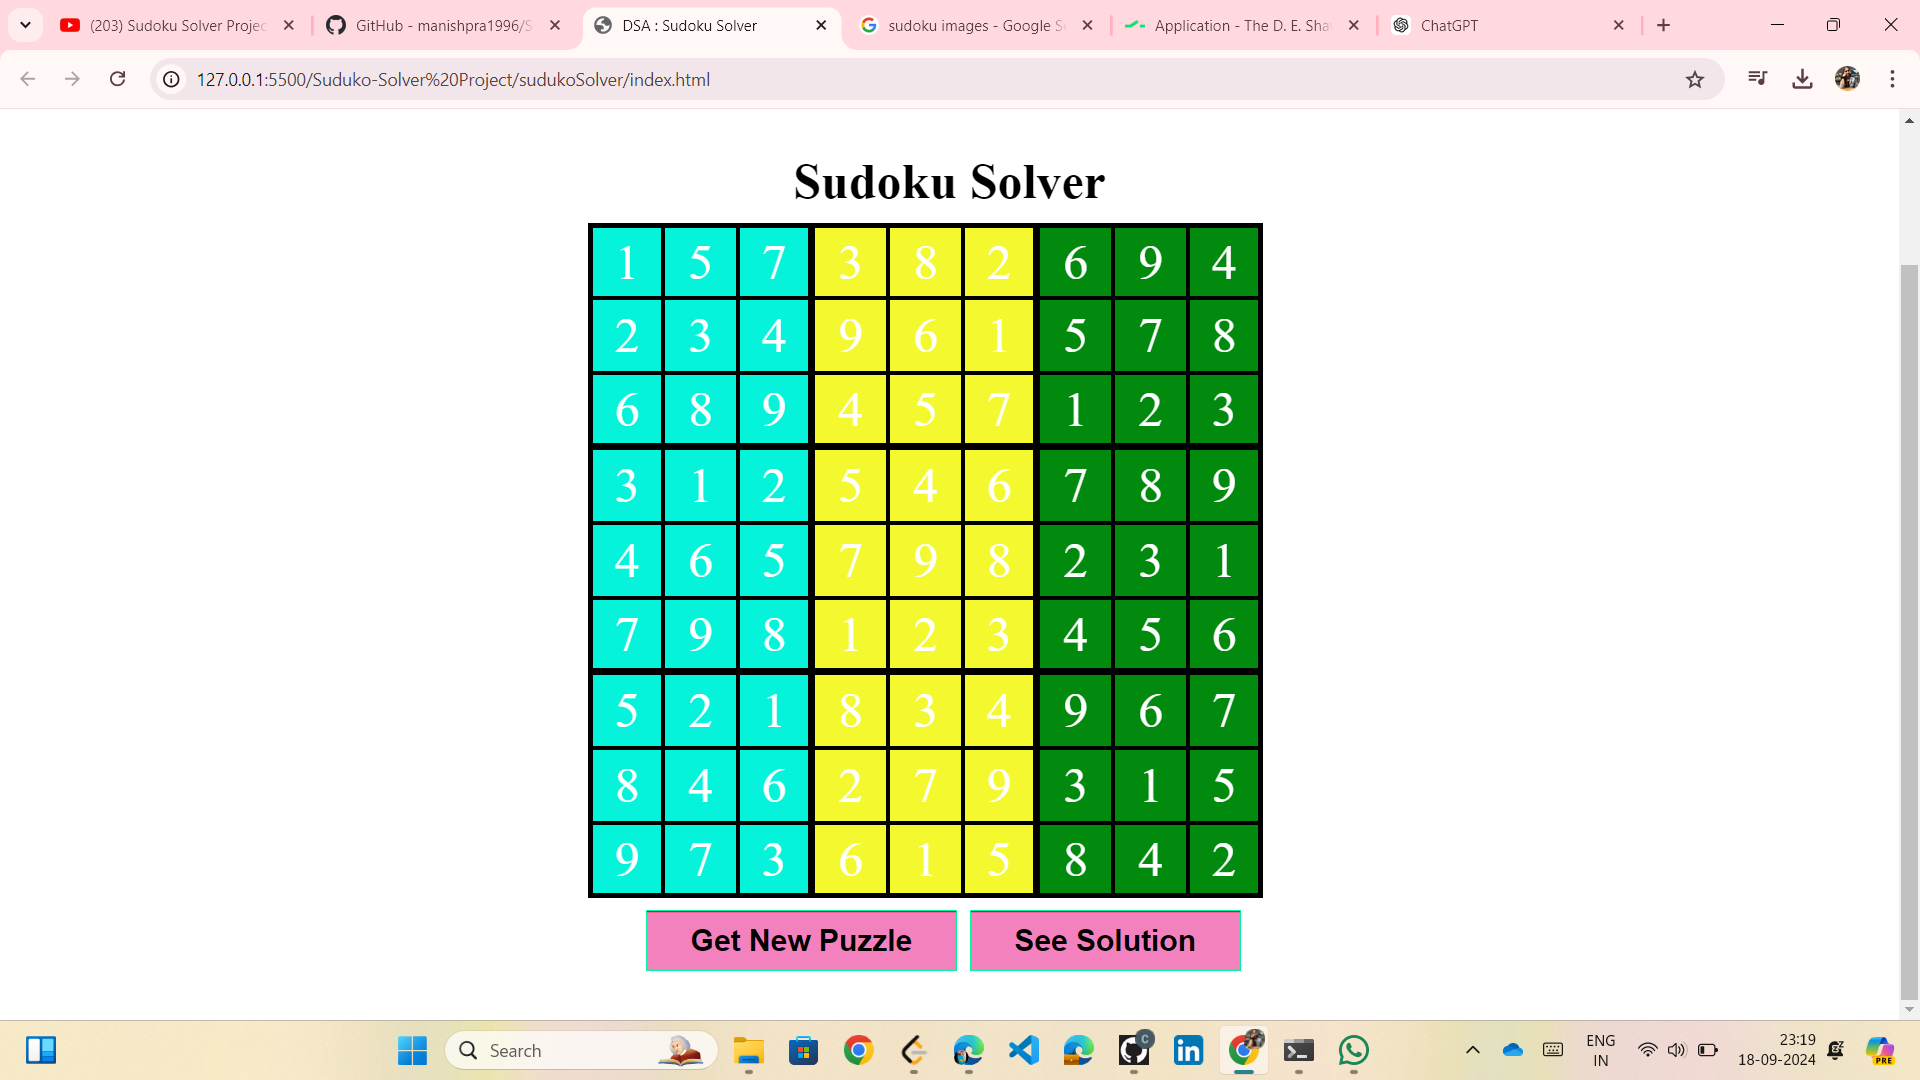 (203) Sudoku Solver Projec
GitHub - manishpra1996/S
DSA : Sudoku Solver
sudoku images - Google Se
Application - The D. E. Shav
ChatGPT
127.0.0.1:5500/Suduko-Solver%20Project/sudukoSolver/index.html
Sudoku Solver
1 5 7 3 8 2 6 9 4
2 3 4 9 6 1 5 7 8
6 8 9 4 5 7 1 2 3
3 1 2 5 4 6 7 8 9
4 6 5 7 9 8 2 3 1
7 9 8 1 2 3 4 5 6
5 2 1 8 3 4 9 6 7
8 4 6 2 7 9 3 1 5
9 7 3 6 1 5 8 4 2
Get New Puzzle
See Solution
Search
C
in
ENG
IN
23:19
18-09-2024
PRE